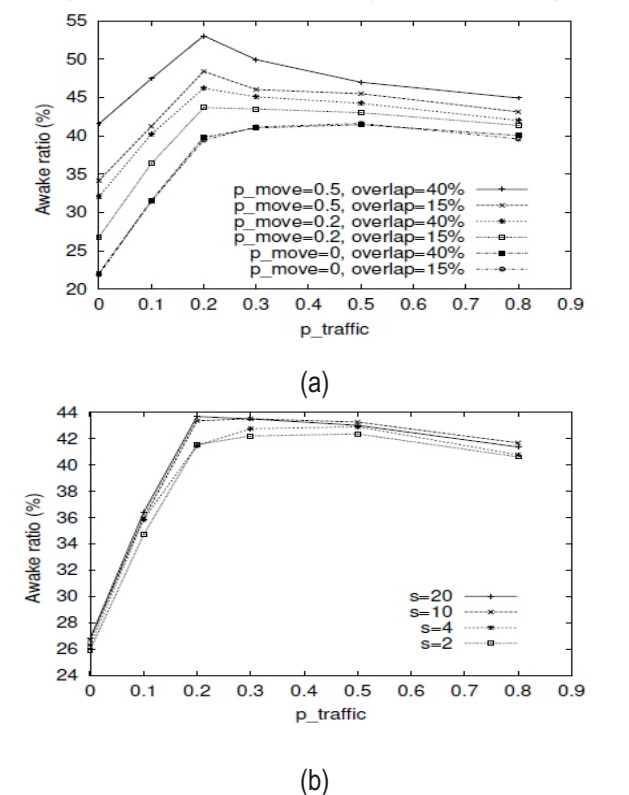 55
50
45
40
35
30
25
20
Awake ratio (%)
p_move=0.5, overlap=40%
p_move=0.5, overlap=15%
p_move=0.2, overlap=40%
p_move=0.2, overlap=15%
p_move=0, overlap=40%
p_move=0, overlap=15%
0 0.1 0.2 0.3 0.4 0.5 0.6 0.7 0.8 0.9
p_traffic
(a)
44
42
40
38
36
34
32
30
28
26
24
Awake ratio (%)
s=20
s=10
s=4
s=2
0 0.1 0.2 0.3 0.4 0.5 0.6 0.7 0.8 0.9
p_traffic
(b)